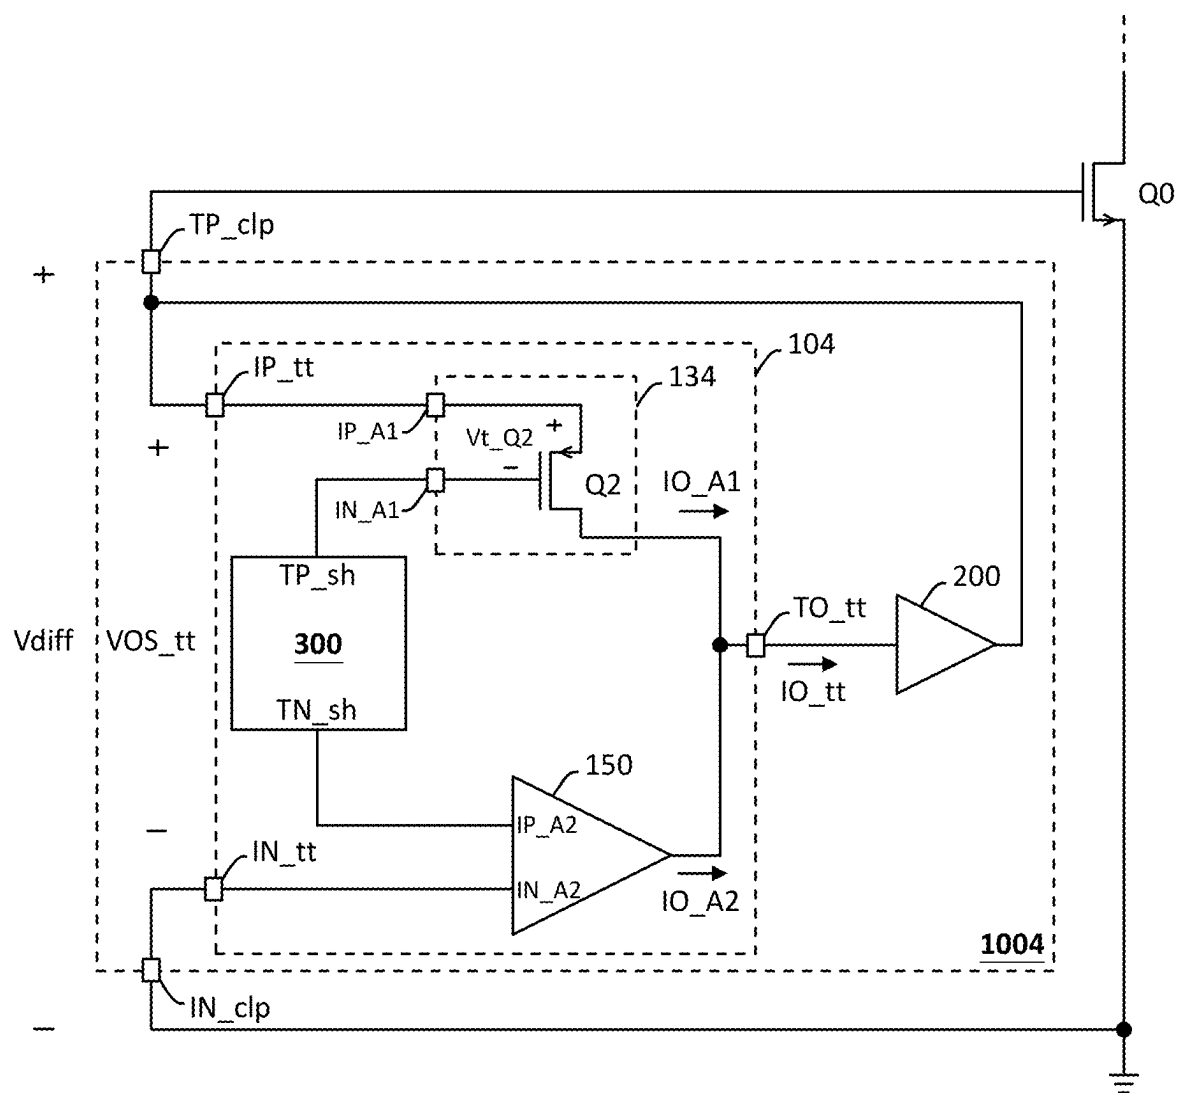 Q0
TP_clp
+
104
IP_tt
134
IP_A1
+
Vt_Q2
+
−
Q2
IO_A1
IN_A1
TP_sh
200
TO_tt
Vdiff
VOS_tt
300
IO_tt
TN_sh
150
IP_A2
−
IN_tt
IN_A2
IO_A2
1004
IN_clp
−